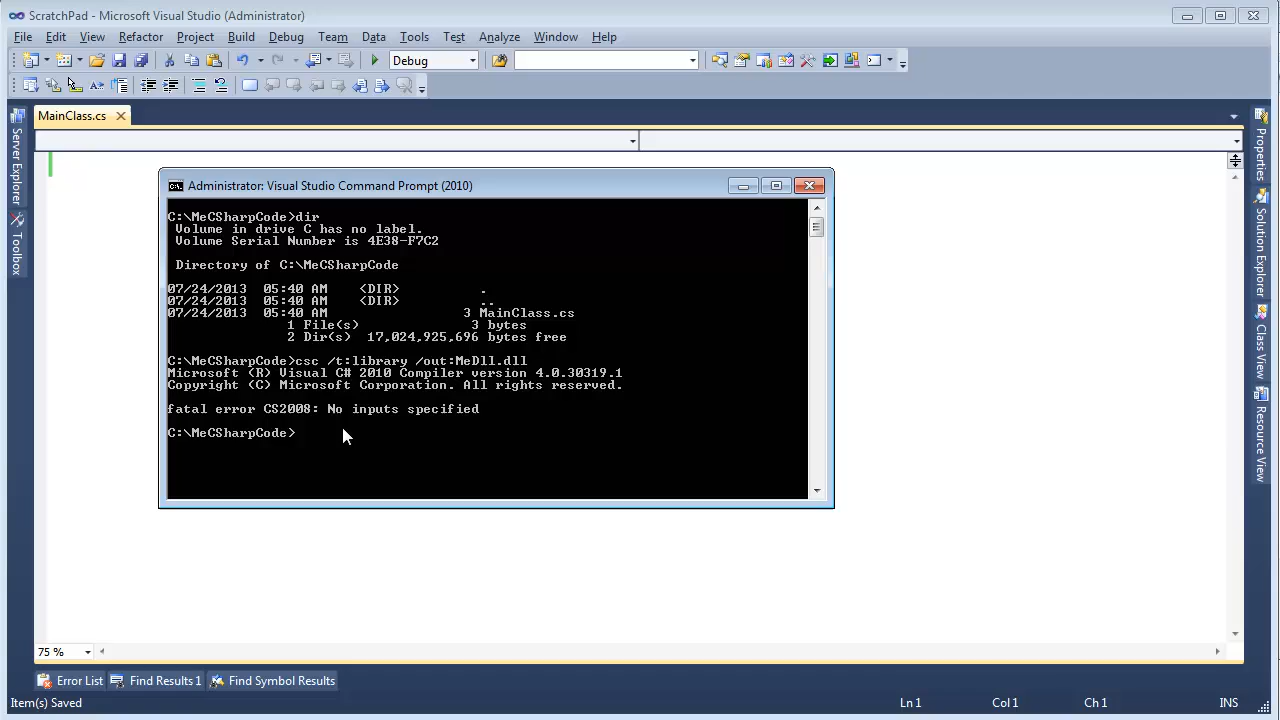 ScratchPad - Microsoft Visual Studio (Administrator)
File Edit View Refactor Project Build Debug Team Data Tools Test Analyze Window Help
Debug
MainClass.cs
Server Explorer
Toolbox
Administrator: Visual Studio Command Prompt (2010)
C:\MeCSharpCode>dir
Volume in drive C has no label.
Volume Serial Number is 4E38-F7C2
Directory of C:\MeCSharpCode
07/24/2013 05:40 AM <DIR> .
07/24/2013 05:40 AM <DIR> ..
07/24/2013 05:40 AM 3 MainClass.cs
1 File(s) 3 bytes
2 Dir(s) 17,024,925,696 bytes free
C:\MeCSharpCode>csc /t:library /out:MeDll.dll
Microsoft (R) Visual C# 2010 Compiler version 4.0.30319.1
Copyright (C) Microsoft Corporation. All rights reserved.
fatal error CS2008: No inputs specified
C:\MeCSharpCode>
Properties
Solution Explorer
Class View
Resource View
75 %
Error List Find Results 1 Find Symbol Results
Item(s) Saved Ln 1 Col 1 Ch 1 INS